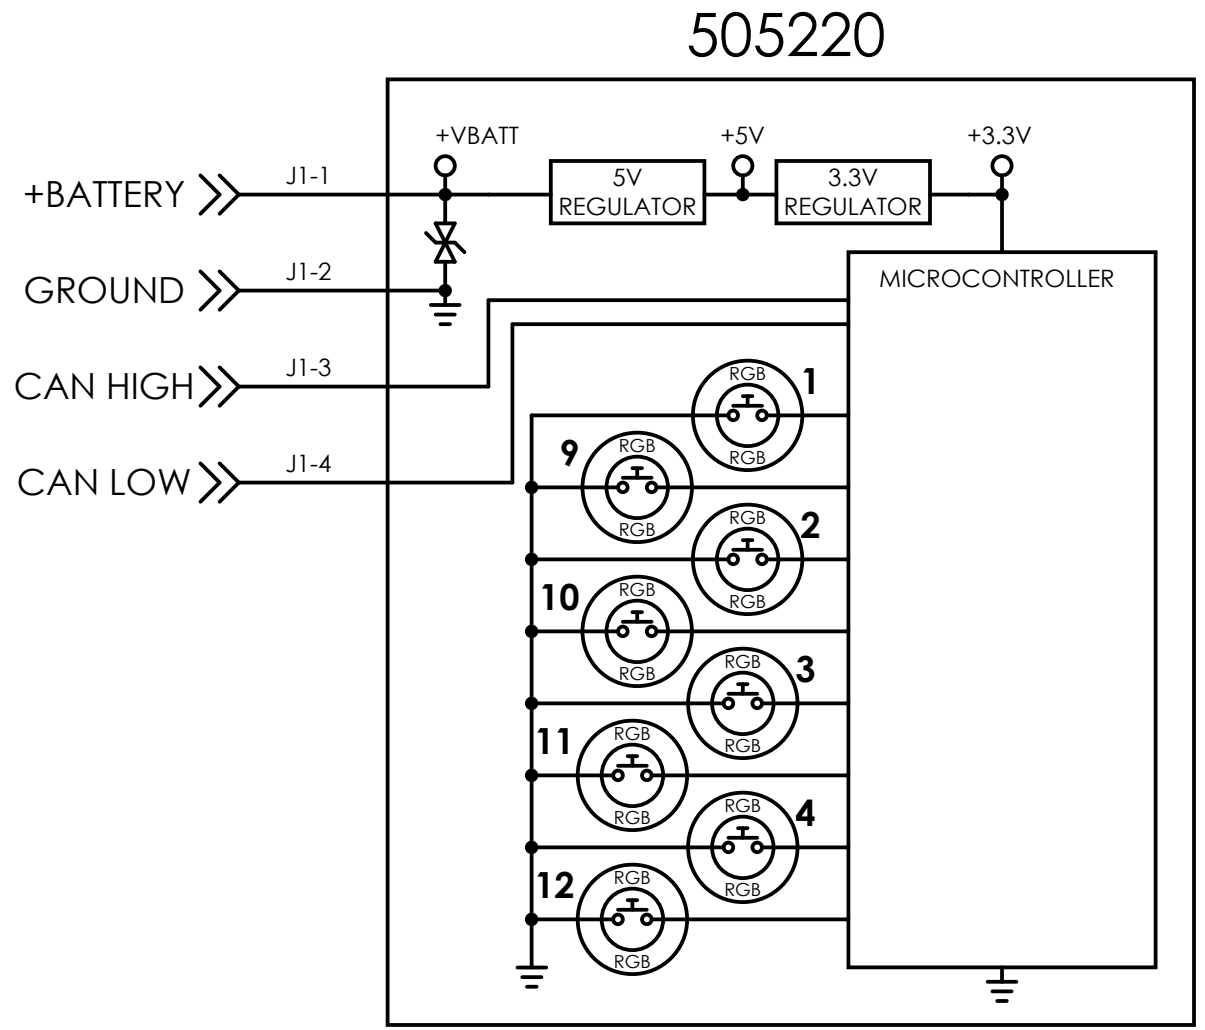 505220
+VBATT
+5V
+3.3V
+BATTERY
J1-1
5V
REGULATOR
3.3V
REGULATOR
GROUND
J1-2
MICROCONTROLLER
CAN HIGH
J1-3
RGB
1
RGB
CAN LOW
J1-4
9
RGB
RGB
RGB
2
RGB
10
RGB
RGB
RGB
3
RGB
11
RGB
RGB
RGB
4
RGB
12
RGB
RGB